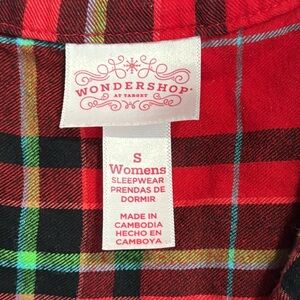 WONDERSHOP
AT TARGET
S
Womens
SLEEPWEAR
PRENDAS DE
DORMIR
MADE IN
CAMBODIA
HECHO EN
CAMBOYA